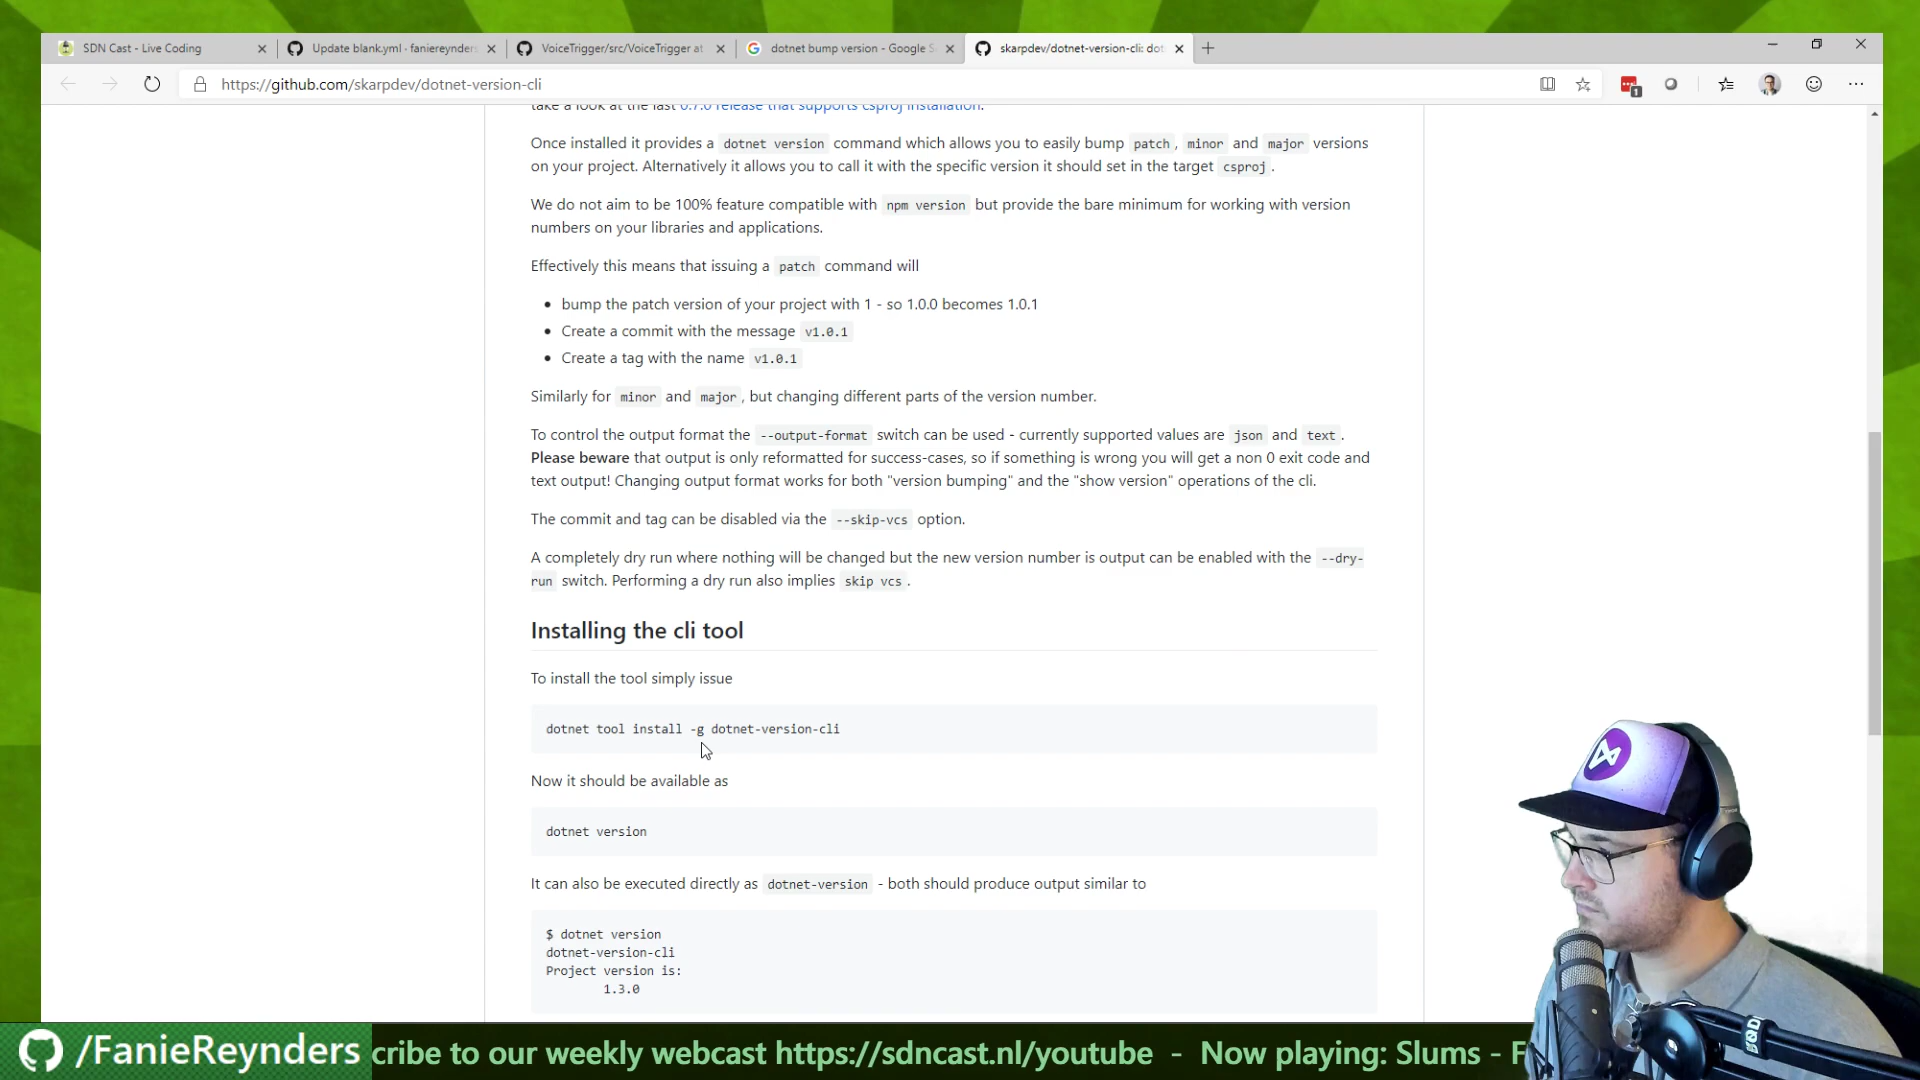 SDN Cast - Live Coding
Update blank.yml · faniereynders
VoiceTrigger/src/VoiceTrigger at
dotnet bump version - Google S
skarpdev/dotnet-version-cli: dot
https://github.com/skarpdev/dotnet-version-cli
take a look at the last 0.7.0 release that supports csproj installation.
Once installed it provides a dotnet version command which allows you to easily bump patch, minor and major versions
on your project. Alternatively it allows you to call it with the specific version it should set in the target csproj.
We do not aim to be 100% feature compatible with npm version but provide the bare minimum for working with version
numbers on your libraries and applications.
Effectively this means that issuing a patch command will
• bump the patch version of your project with 1 - so 1.0.0 becomes 1.0.1
• Create a commit with the message v1.0.1
• Create a tag with the name v1.0.1
Similarly for minor and major, but changing different parts of the version number.
To control the output format the --output-format switch can be used - currently supported values are json and text.
Please beware that output is only reformatted for success-cases, so if something is wrong you will get a non 0 exit code and
text output! Changing output format works for both "version bumping" and the "show version" operations of the cli.
The commit and tag can be disabled via the --skip-vcs option.
A completely dry run where nothing will be changed but the new version number is output can be enabled with the --dry-
run switch. Performing a dry run also implies skip vcs.
Installing the cli tool
To install the tool simply issue
dotnet tool install -g dotnet-version-cli
Now it should be available as
dotnet version
It can also be executed directly as dotnet-version - both should produce output similar to
$ dotnet version
dotnet-version-cli
Project version is:
1.3.0
/FanieReynders cribe to our weekly webcast https://sdncast.nl/youtube - Now playing: Slums - F